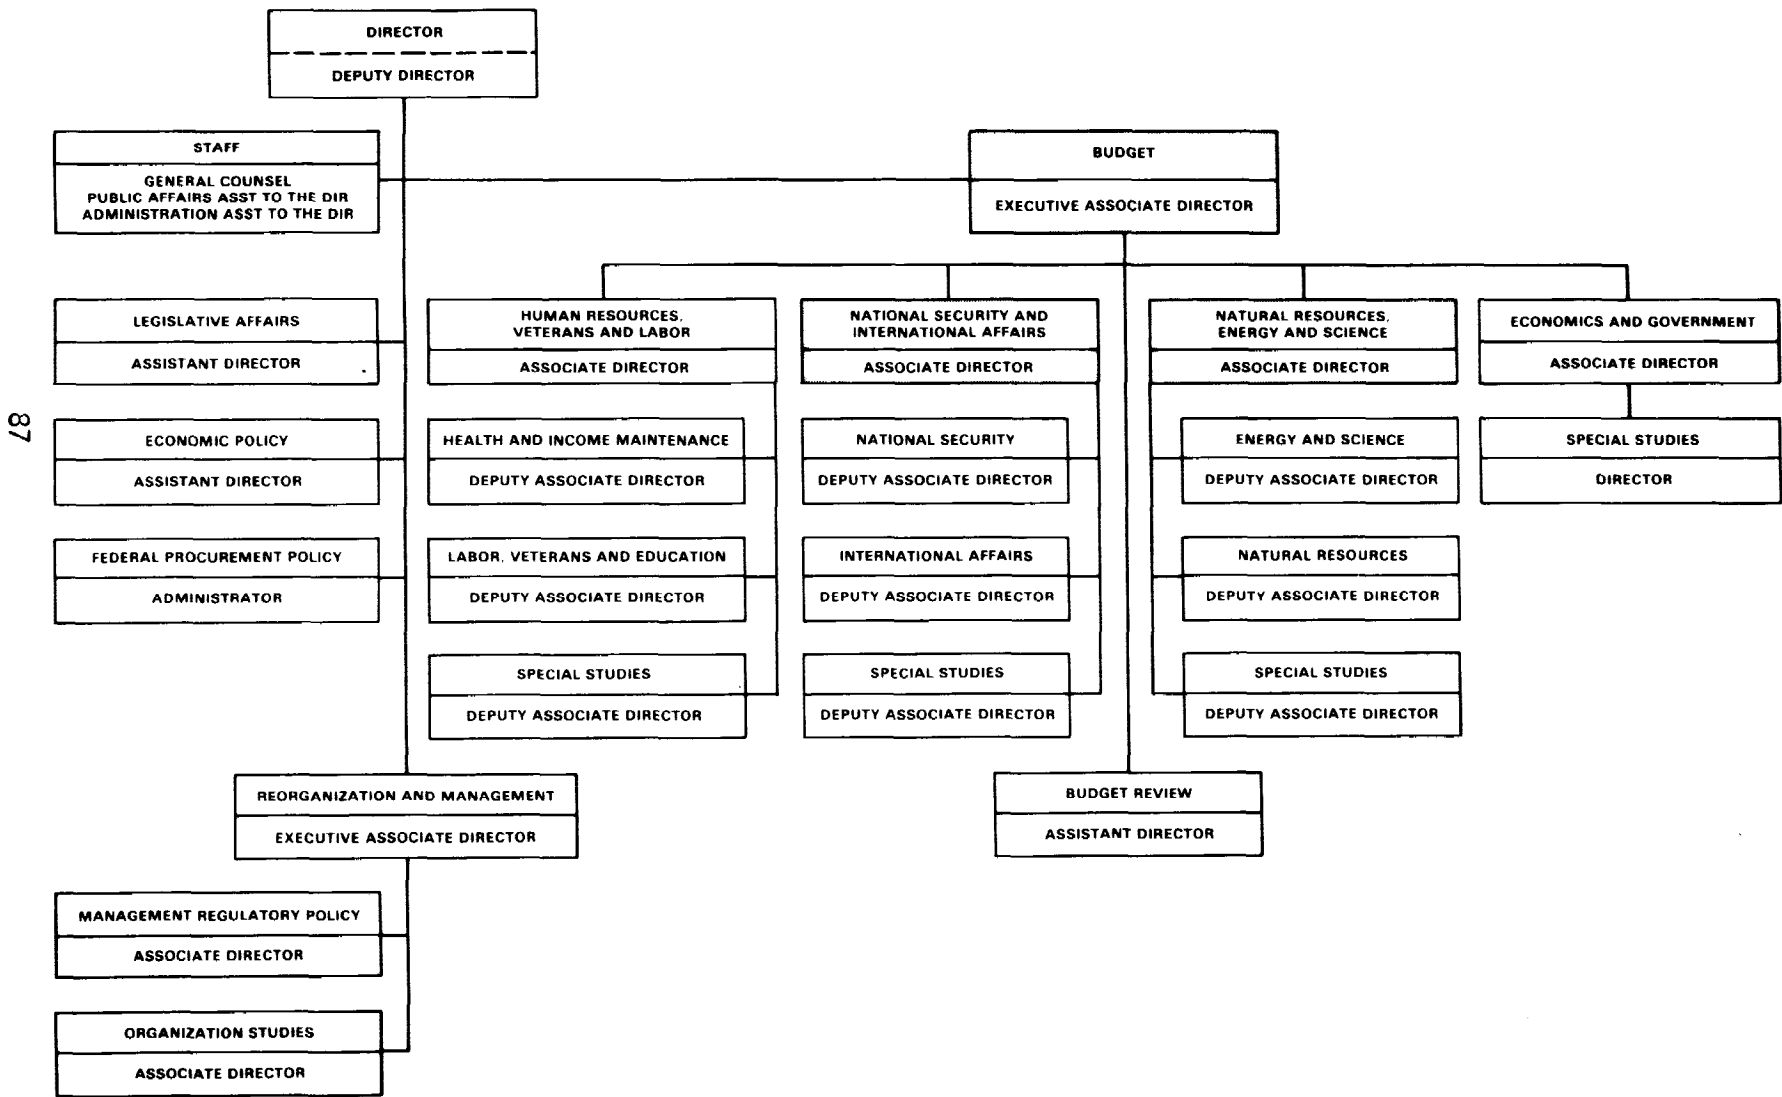 DIRECTOR
DEPUTY DIRECTOR
STAFF
GENERAL COUNSEL
PUBLIC AFFAIRS ASST TO THE DIR
ADMINISTRATION ASST TO THE DIR
BUDGET
EXECUTIVE ASSOCIATE DIRECTOR
LEGISLATIVE AFFAIRS
ASSISTANT DIRECTOR
HUMAN RESOURCES,
VETERANS AND LABOR
ASSOCIATE DIRECTOR
NATIONAL SECURITY AND
INTERNATIONAL AFFAIRS
ASSOCIATE DIRECTOR
NATURAL RESOURCES,
ENERGY AND SCIENCE
ASSOCIATE DIRECTOR
ECONOMICS AND GOVERNMENT
ASSOCIATE DIRECTOR
87
ECONOMIC POLICY
ASSISTANT DIRECTOR
HEALTH AND INCOME MAINTENANCE
DEPUTY ASSOCIATE DIRECTOR
NATIONAL SECURITY
DEPUTY ASSOCIATE DIRECTOR
ENERGY AND SCIENCE
DEPUTY ASSOCIATE DIRECTOR
SPECIAL STUDIES
DIRECTOR
FEDERAL PROCUREMENT POLICY
ADMINISTRATOR
LABOR, VETERANS AND EDUCATION
DEPUTY ASSOCIATE DIRECTOR
INTERNATIONAL AFFAIRS
DEPUTY ASSOCIATE DIRECTOR
NATURAL RESOURCES
DEPUTY ASSOCIATE DIRECTOR
SPECIAL STUDIES
DEPUTY ASSOCIATE DIRECTOR
SPECIAL STUDIES
DEPUTY ASSOCIATE DIRECTOR
SPECIAL STUDIES
DEPUTY ASSOCIATE DIRECTOR
REORGANIZATION AND MANAGEMENT
EXECUTIVE ASSOCIATE DIRECTOR
BUDGET REVIEW
ASSISTANT DIRECTOR
MANAGEMENT REGULATORY POLICY
ASSOCIATE DIRECTOR
ORGANIZATION STUDIES
ASSOCIATE DIRECTOR